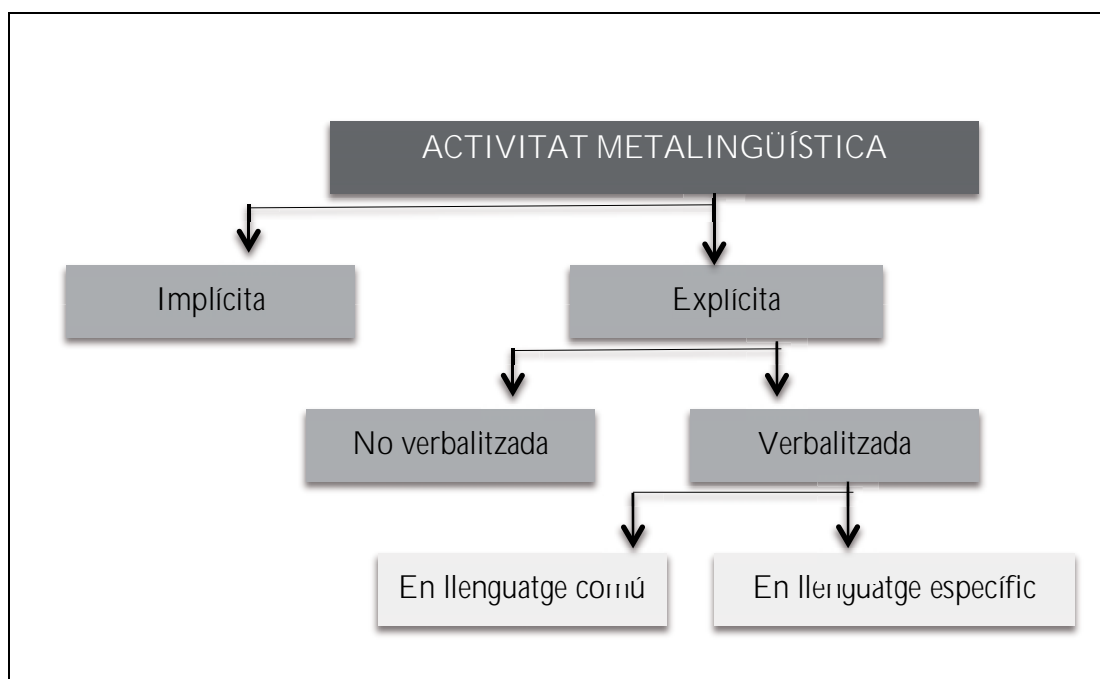 ACTIVITAT METALINGÜÍSTICA
Implícita
Explícita
No verbalitzada
Verbalitzada
En llenguatge comú
En llenguatge específic